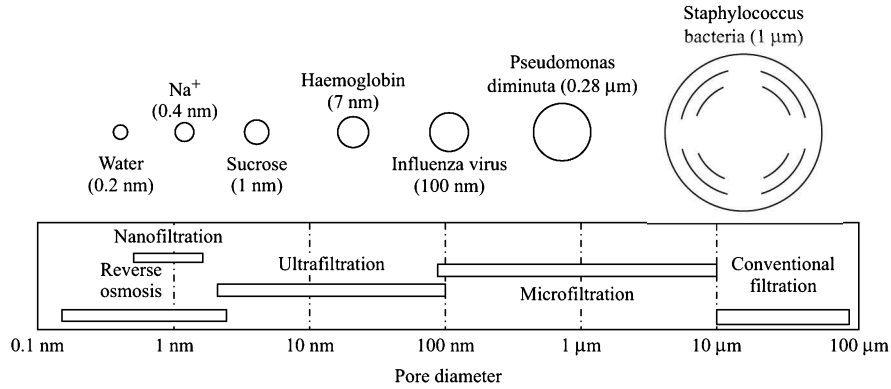 Staphylococcus
bacteria (1 μm)
Pseudomonas
diminuta (0.28 μm)
Haemoglobin
(7 nm)
Na⁺
(0.4 nm)
Water
(0.2 nm)
Sucrose
(1 nm)
Influenza virus
(100 nm)
Nanofiltration
Reverse
osmosis
Ultrafiltration
Microfiltration
Conventional
filtration
0.1 nm 1 nm 10 nm 100 nm 1 μm 10 μm 100 μm
Pore diameter